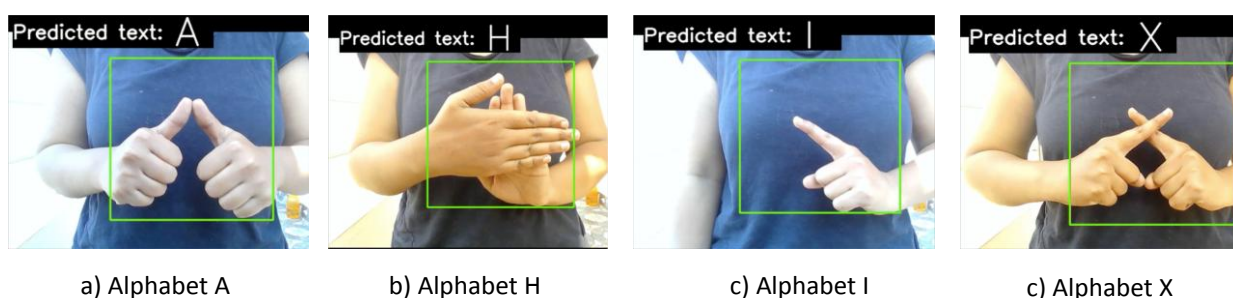 Predicted text: A
Predicted text: H
Predicted text: I
Predicted text: X
a) Alphabet A
b) Alphabet H
c) Alphabet I
c) Alphabet X